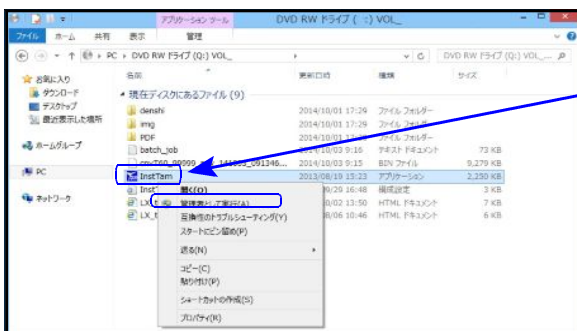 アプリケーション ツール
DVD RW ドライブ ( :) VOL_
ファイル ホーム 共有 表示 管理
PC ▸ DVD RW ドライブ (Q:) VOL_
DVD RW ドライブ (Q:) VOL_...
名前 更新日時 種類 サイズ
お気に入り
ダウンロード
デスクトップ
最近表示した場所
ホームグループ
PC
ネットワーク
現在ディスクにあるファイル (9)
denshi 2014/10/01 17:29 ファイル フォルダー
img 2014/10/01 17:29 ファイル フォルダー
PDF 2014/10/01 ファイル フォルダー
batch_job 2014/10/03 9:16 テキスト ドキュメント 73 KB
2014/10/03 9:15 BIN ファイル 9,279 KB
InstTam 2013/08/19 15:23 アプリケーション 2,250 KB
InstT 16:48 構成設定 3 KB
LX_t 13:50 HTML ドキュメント 7 KB
LX_t 10:46 HTML ドキュメント 6 KB
開く(O)
管理者として実行(A)
互換性のトラブルシューティング(Y)
スタートにピン留め(P)
送る(N)
コピー(C)
貼り付け(P)
ショートカットの作成(S)
プロパティ(R)